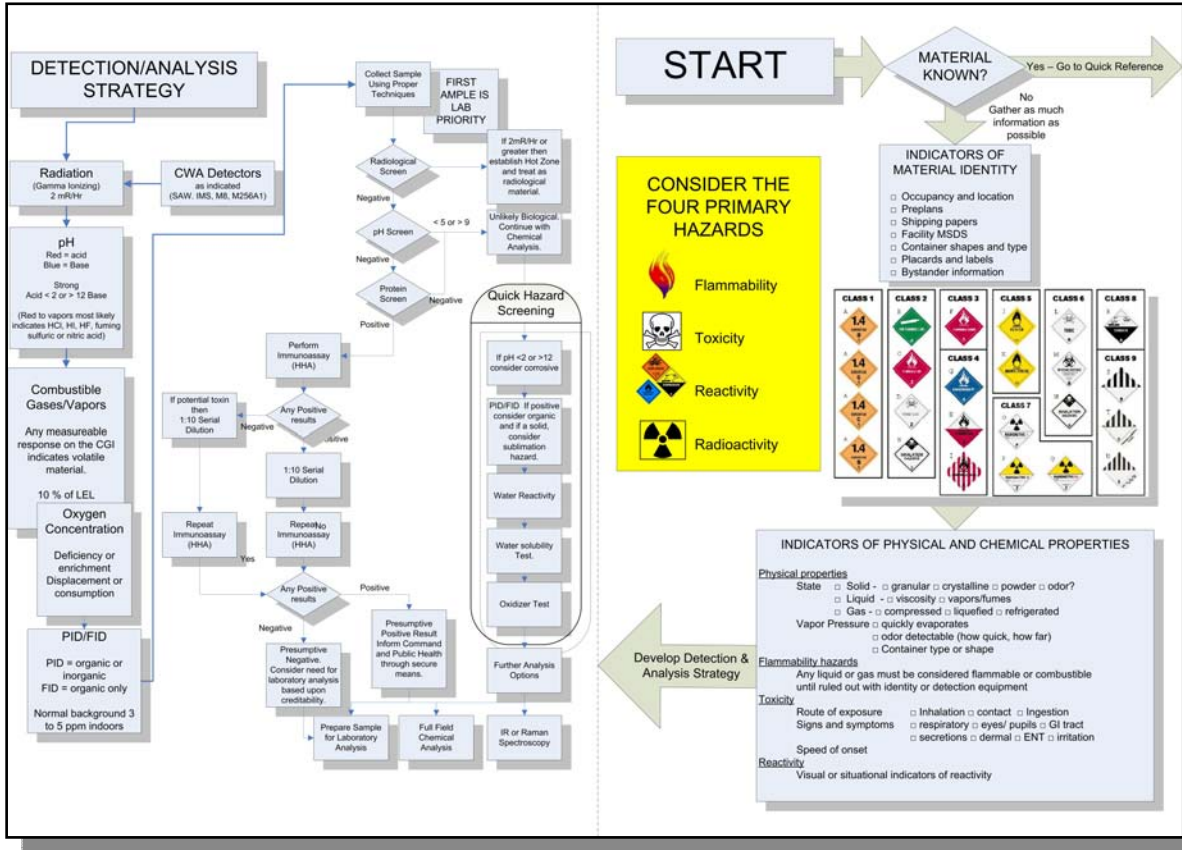 DETECTION/ANALYSIS
STRATEGY
Radiation
(Gamma Ionizing)
2 mR/Hr
CWA Detectors
as indicated
(SAW, IMS, M8, M256A1)
pH
Red = acid
Blue = Base
Strong
Acid < 2 or > 12 Base
(Red to vapors most likely
indicates HCl, HI, HF, fuming
sulfuric or nitric acid)
Combustible
Gases/Vapors
Any measureable
response on the CGI
indicates volatile
material.
10 % of LEL
Oxygen
Concentration
Deficiency or
enrichment
Displacement or
consumption
PID/FID
PID = organic or
inorganic
FID = organic only
Normal background 3
to 5 ppm indoors
Collect Sample
Using Proper
Techniques
FIRST
AMPLE IS
LAB
PRIORITY
Radiological
Screen
If 2mR/Hr or
greater then
establish Hot Zone
and treat as
radiological
material.
Negative
pH Screen
< 5 or > 9
Unlikely Biological.
Continue with
Chemical
Analysis.
Negative
Protein
Screen
Negative
Positive
Perform
Immunoassay
(HHA)
If potential toxin
then
1:10 Serial
Dilution
Negative
Any Positive
results
ositive
1:10 Serial
Dilution
Repeat
Immunoassay
(HHA)
Yes
Repeat
Immunoassay
(HHA)
No
Any Positive
results
Positive
Negative
Presumptive
Negative.
Consider need for
laboratory analysis
based upon
creditability.
Presumptive
Positive Result
Inform Command
and Public Health
through secure
means.
Prepare Sample
for Laboratory
Analysis
Full Field
Chemical
Analysis
IR or Raman
Spectroscopy
Quick Hazard
Screening
If pH <2 or >12
consider corrosive
PID/FID If positive
consider organic
and if a solid,
consider
sublimation
hazard.
Water Reactivity
Water solubility
Test.
Oxidizer Test
Further Analysis
Options
START
MATERIAL
KNOWN?
Yes – Go to Quick Reference
No
Gather as much
information as
possible
INDICATORS OF
MATERIAL IDENTITY
□ Occupancy and location
□ Preplans
□ Shipping papers
□ Facility MSDS
□ Container shapes and type
□ Placards and labels
□ Bystander information
CONSIDER THE
FOUR PRIMARY
HAZARDS
Flammability
Toxicity
Reactivity
Radioactivity
CLASS 1
1.4
1.4
1.4
1.4
CLASS 2
CLASS 3
CLASS 4
CLASS 5
CLASS 6
CLASS 7
CLASS 8
CLASS 9
INDICATORS OF PHYSICAL AND CHEMICAL PROPERTIES
Physical properties
State □ Solid - □ granular □ crystalline □ powder □ odor?
□ Liquid - □ viscosity □ vapors/fumes
□ Gas - □ compressed □ liquefied □ refrigerated
Vapor Pressure □ quickly evaporates
□ odor detectable (how quick, how far)
□ Container type or shape
Flammability hazards
Any liquid or gas must be considered flammable or combustible
until ruled out with identity or detection equipment
Toxicity
Route of exposure □ Inhalation □ contact □ Ingestion
Signs and symptoms □ respiratory □ eyes/ pupils □ GI tract
□ secretions □ dermal □ ENT □ irritation
Speed of onset
Reactivity
Visual or situational indicators of reactivity
Develop Detection &
Analysis Strategy